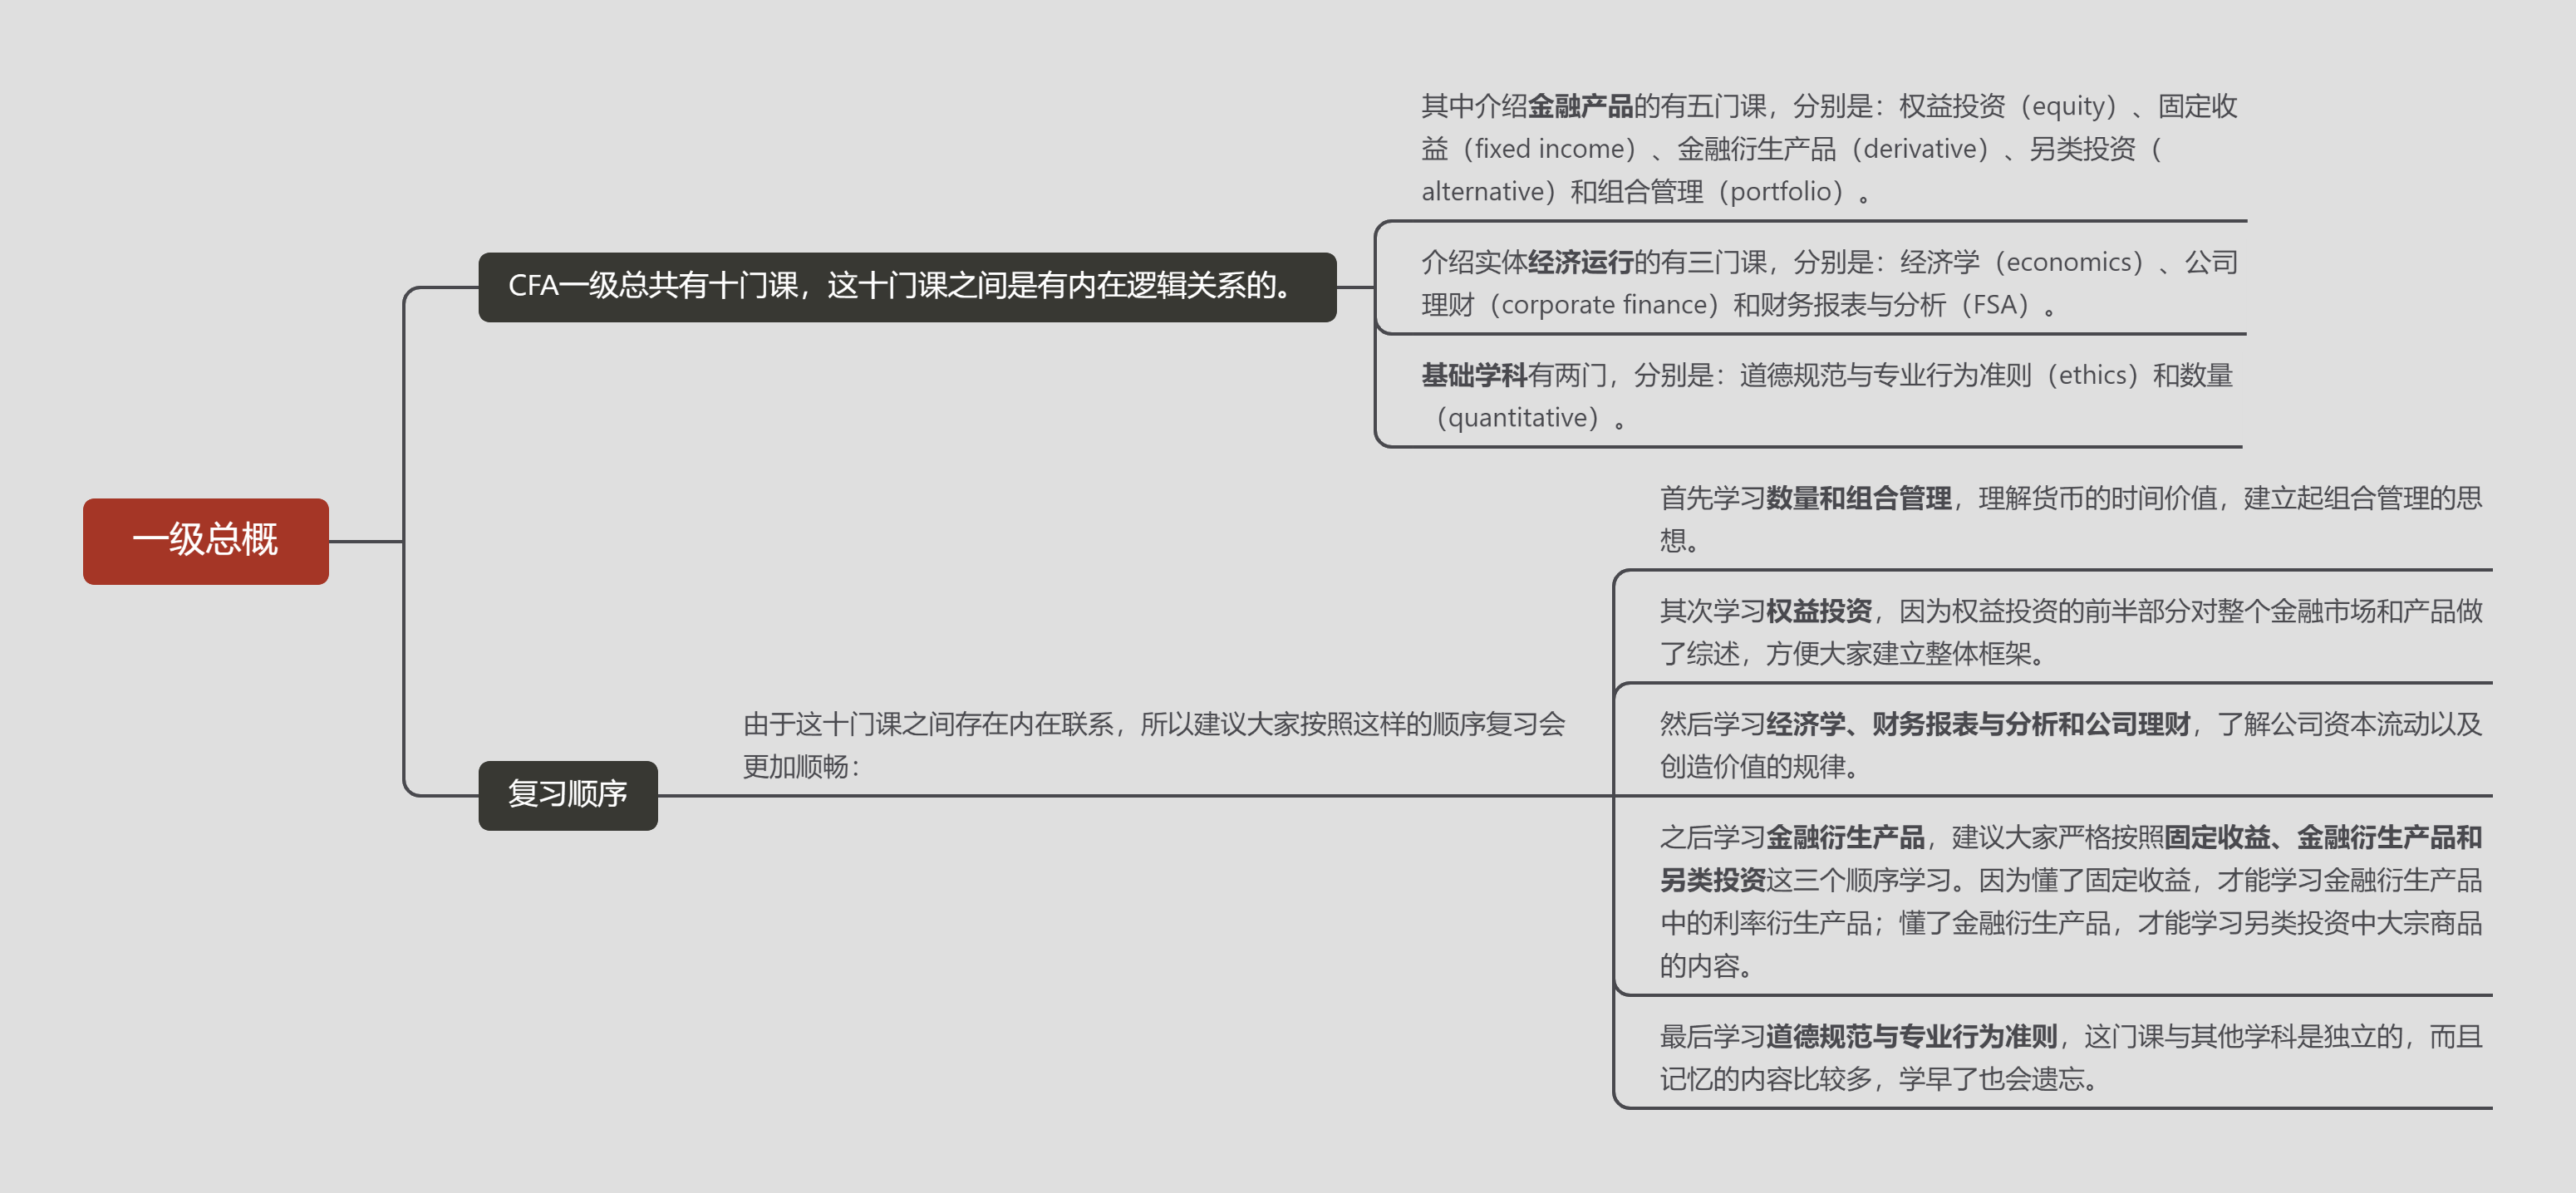 一级总概
CFA一级总共有十门课，这十门课之间是有内在逻辑关系的。
其中介绍金融产品的有五门课，分别是：权益投资（equity）、固定收
益（fixed income）、金融衍生产品（derivative）、另类投资（
alternative）和组合管理（portfolio）。
介绍实体经济运行的有三门课，分别是：经济学（economics）、公司
理财（corporate finance）和财务报表与分析（FSA）。
基础学科有两门，分别是：道德规范与专业行为准则（ethics）和数量
（quantitative）。
复习顺序
由于这十门课之间存在内在联系，所以建议大家按照这样的顺序复习会
更加顺畅：
首先学习数量和组合管理，理解货币的时间价值，建立起组合管理的思
想。
其次学习权益投资，因为权益投资的前半部分对整个金融市场和产品做
了综述，方便大家建立整体框架。
然后学习经济学、财务报表与分析和公司理财，了解公司资本流动以及
创造价值的规律。
之后学习金融衍生产品，建议大家严格按照固定收益、金融衍生产品和
另类投资这三个顺序学习。因为懂了固定收益，才能学习金融衍生产品
中的利率衍生产品；懂了金融衍生产品，才能学习另类投资中大宗商品
的内容。
最后学习道德规范与专业行为准则，这门课与其他学科是独立的，而且
记忆的内容比较多，学早了也会遗忘。